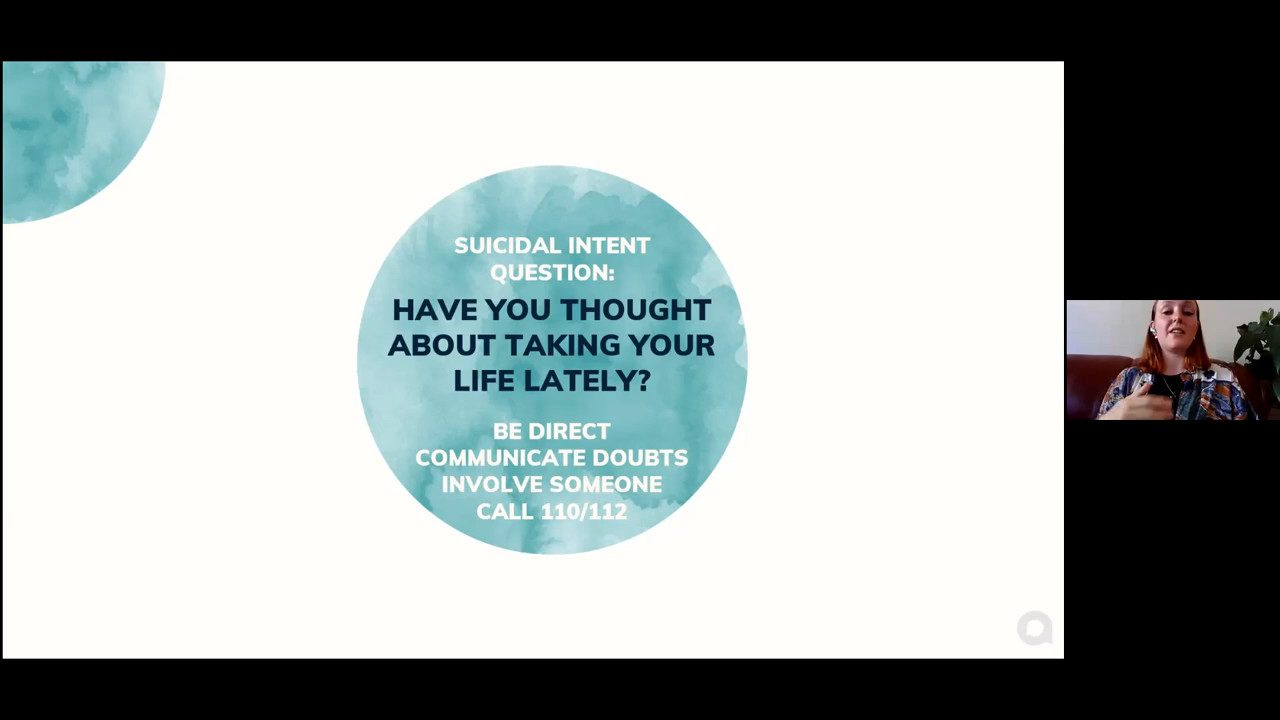 SUICIDAL INTENT
QUESTION:
HAVE YOU THOUGHT
ABOUT TAKING YOUR
LIFE LATELY?
BE DIRECT
COMMUNICATE DOUBTS
INVOLVE SOMEONE
CALL 110/112